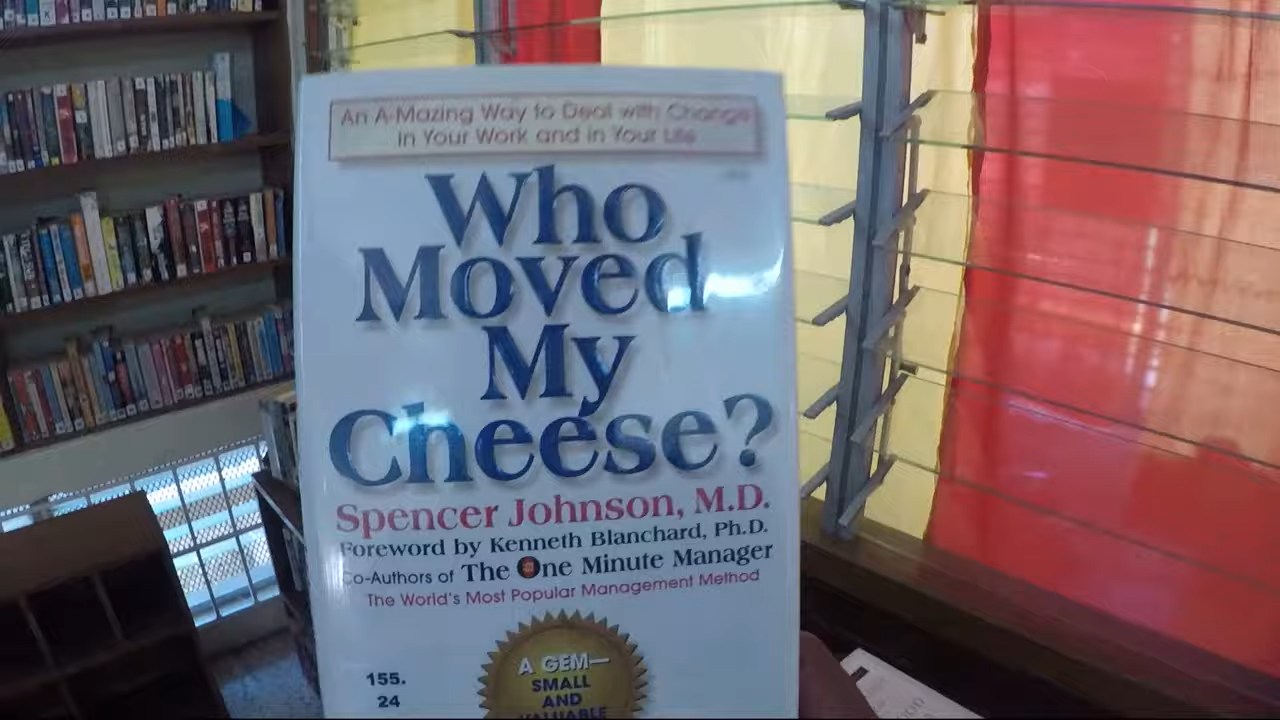 An A-Mazing Way to Deal with Change
in Your Work and in Your Life
Who
Moved
My
Cheese?
Spencer Johnson, M.D.
Foreword by Kenneth Blanchard, Ph.D.
Co-Authors of The One Minute Manager
The World's Most Popular Management Method
A GEM—
SMALL
AND
VALUABLE
155.
24